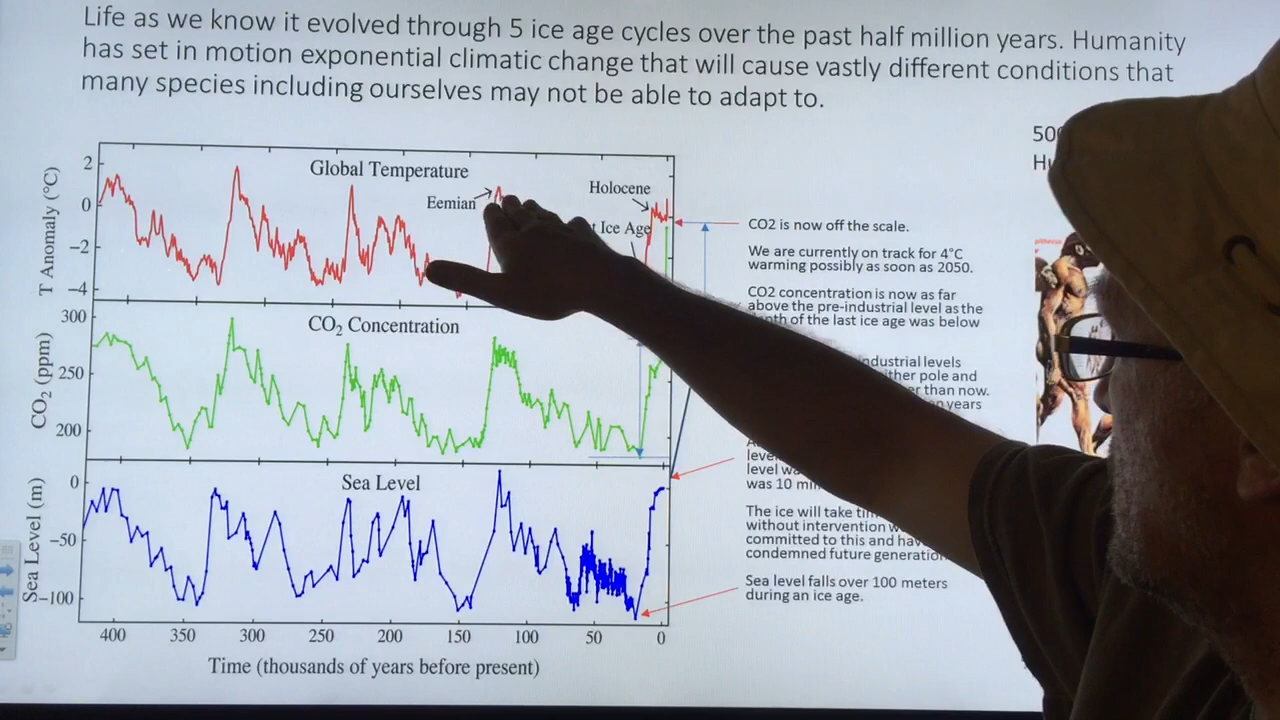 Life as we know it evolved through 5 ice age cycles over the past half million years. Humanity
has set in motion exponential climatic change that will cause vastly different conditions that
many species including ourselves may not be able to adapt to.
Global Temperature
Eemian
Holocene
Ice Age
T Anomaly (°C)
2
0
−2
−4
CO2 Concentration
CO2 (ppm)
300
250
200
Sea Level
Sea Level (m)
0
−50
−100
400 350 300 250 200 150 100 50 0
Time (thousands of years before present)
CO2 is now off the scale.
We are currently on track for 4°C
warming possibly as soon as 2050.
CO2 concentration is now as far
above the pre-industrial level as the
of the last ice age was below
levels
pole and
than now.
years
level
was 10
The ice will take
without intervention
committed to this and
condemned future
Sea level falls over 100 meters
during an ice age.